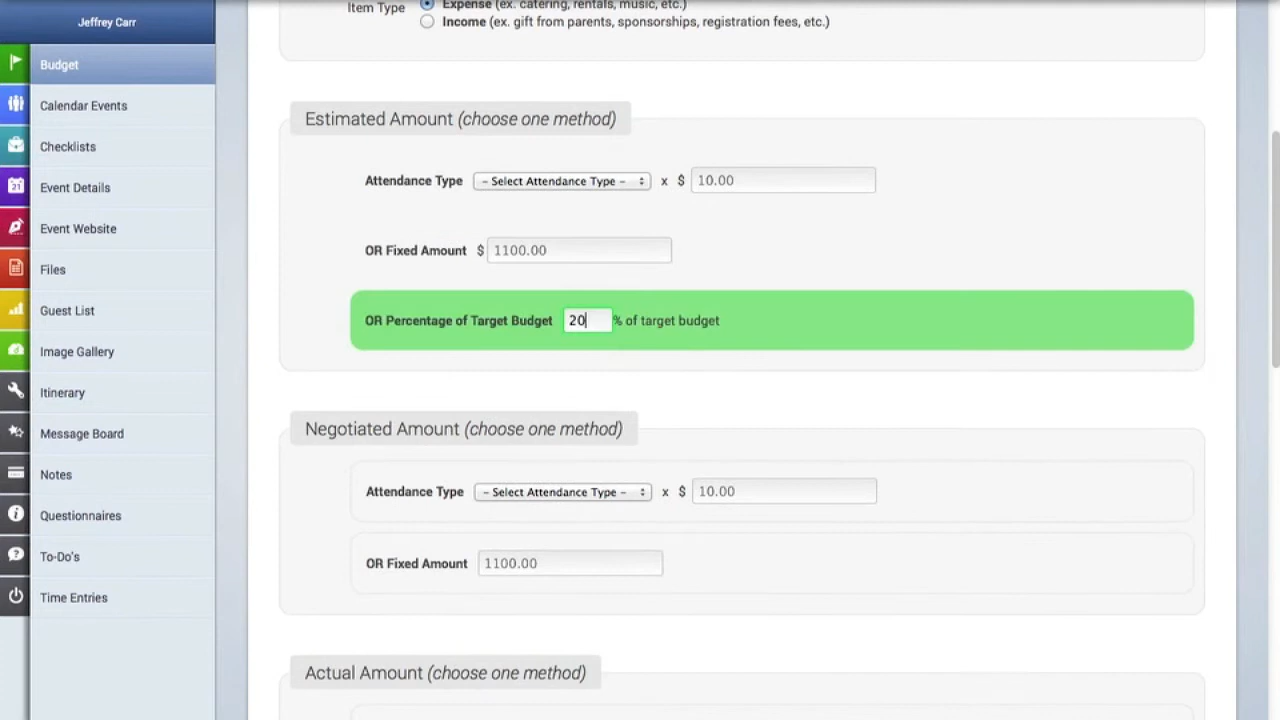 Jeffrey Carr
Budget
Calendar Events
Checklists
21
Event Details
Event Website
Files
Guest List
Image Gallery
Itinerary
Message Board
Notes
Questionnaires
To-Do's
Time Entries
Item Type
Expense (ex. catering, rentals, music, etc.)
Income (ex. gift from parents, sponsorships, registration fees, etc.)
Estimated Amount (choose one method)
Attendance Type – Select Attendance Type – x $ 10.00
OR Fixed Amount $ 1100.00
OR Percentage of Target Budget 20 % of target budget
Negotiated Amount (choose one method)
Attendance Type – Select Attendance Type – x $ 10.00
OR Fixed Amount 1100.00
Actual Amount (choose one method)